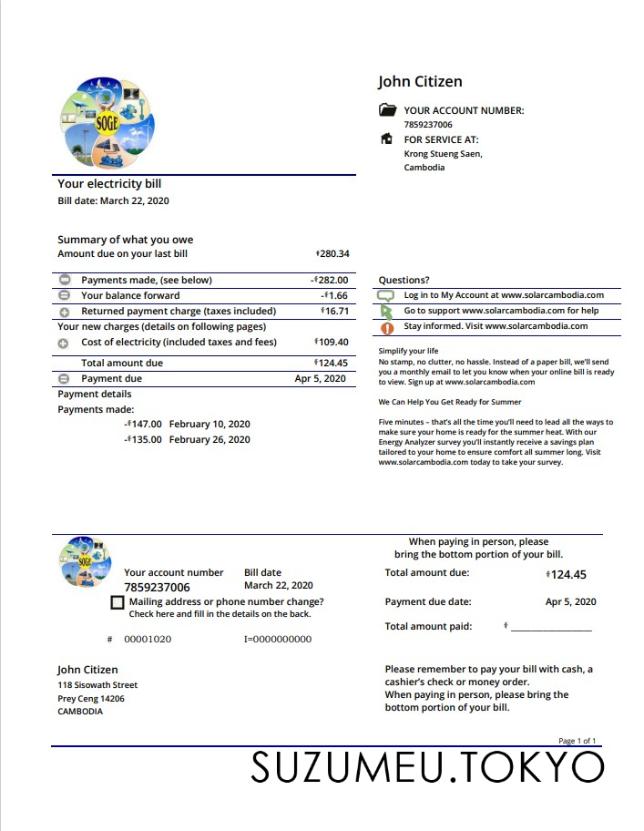 SOGE
John Citizen
YOUR ACCOUNT NUMBER:
7859237006
FOR SERVICE AT:
Krong Stueng Saen,
Cambodia
Your electricity bill
Bill date: March 22, 2020
Summary of what you owe
Amount due on your last bill ៛280.34
Payments made, (see below) -៛282.00
Your balance forward -៛1.66
Returned payment charge (taxes included) ៛16.71
Your new charges (details on following pages)
Cost of electricity (included taxes and fees) ៛109.40
Total amount due ៛124.45
Payment due Apr 5, 2020
Payment details
Payments made:
-៛147.00 February 10, 2020
-៛135.00 February 26, 2020
Questions?
Log in to My Account at www.solarcambodia.com
Go to support www.solarcambodia.com for help
Stay informed. Visit www.solarcambodia.com
Simplify your life
No stamp, no clutter, no hassle. Instead of a paper bill, we'll send
you a monthly email to let you know when your online bill is ready
to view. Sign up at www.solarcambodia.com
We Can Help You Get Ready for Summer
Five minutes – that's all the time you'll need to lead all the ways to
make sure your home is ready for the summer heat. With our
Energy Analyzer survey you'll instantly receive a savings plan
tailored to your home to ensure comfort all summer long. Visit
www.solarcambodia.com today to take your survey.
SOGE
Your account number Bill date
7859237006 March 22, 2020
Mailing address or phone number change?
Check here and fill in the details on the back.
# 00001020 I=0000000000
When paying in person, please
bring the bottom portion of your bill.
Total amount due: ៛124.45
Payment due date: Apr 5, 2020
Total amount paid: ៛ ________________
John Citizen
118 Sisowath Street
Prey Ceng 14206
CAMBODIA
Please remember to pay your bill with cash, a
cashier's check or money order.
When paying in person, please bring the
bottom portion of your bill.
Page 1 of 1
SUZUMEU.TOKYO